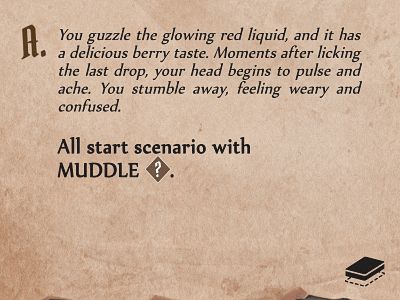 A. You guzzle the glowing red liquid, and it has
a delicious berry taste. Moments after licking
the last drop, your head begins to pulse and
ache. You stumble away, feeling weary and
confused.
All start scenario with
MUDDLE ?.